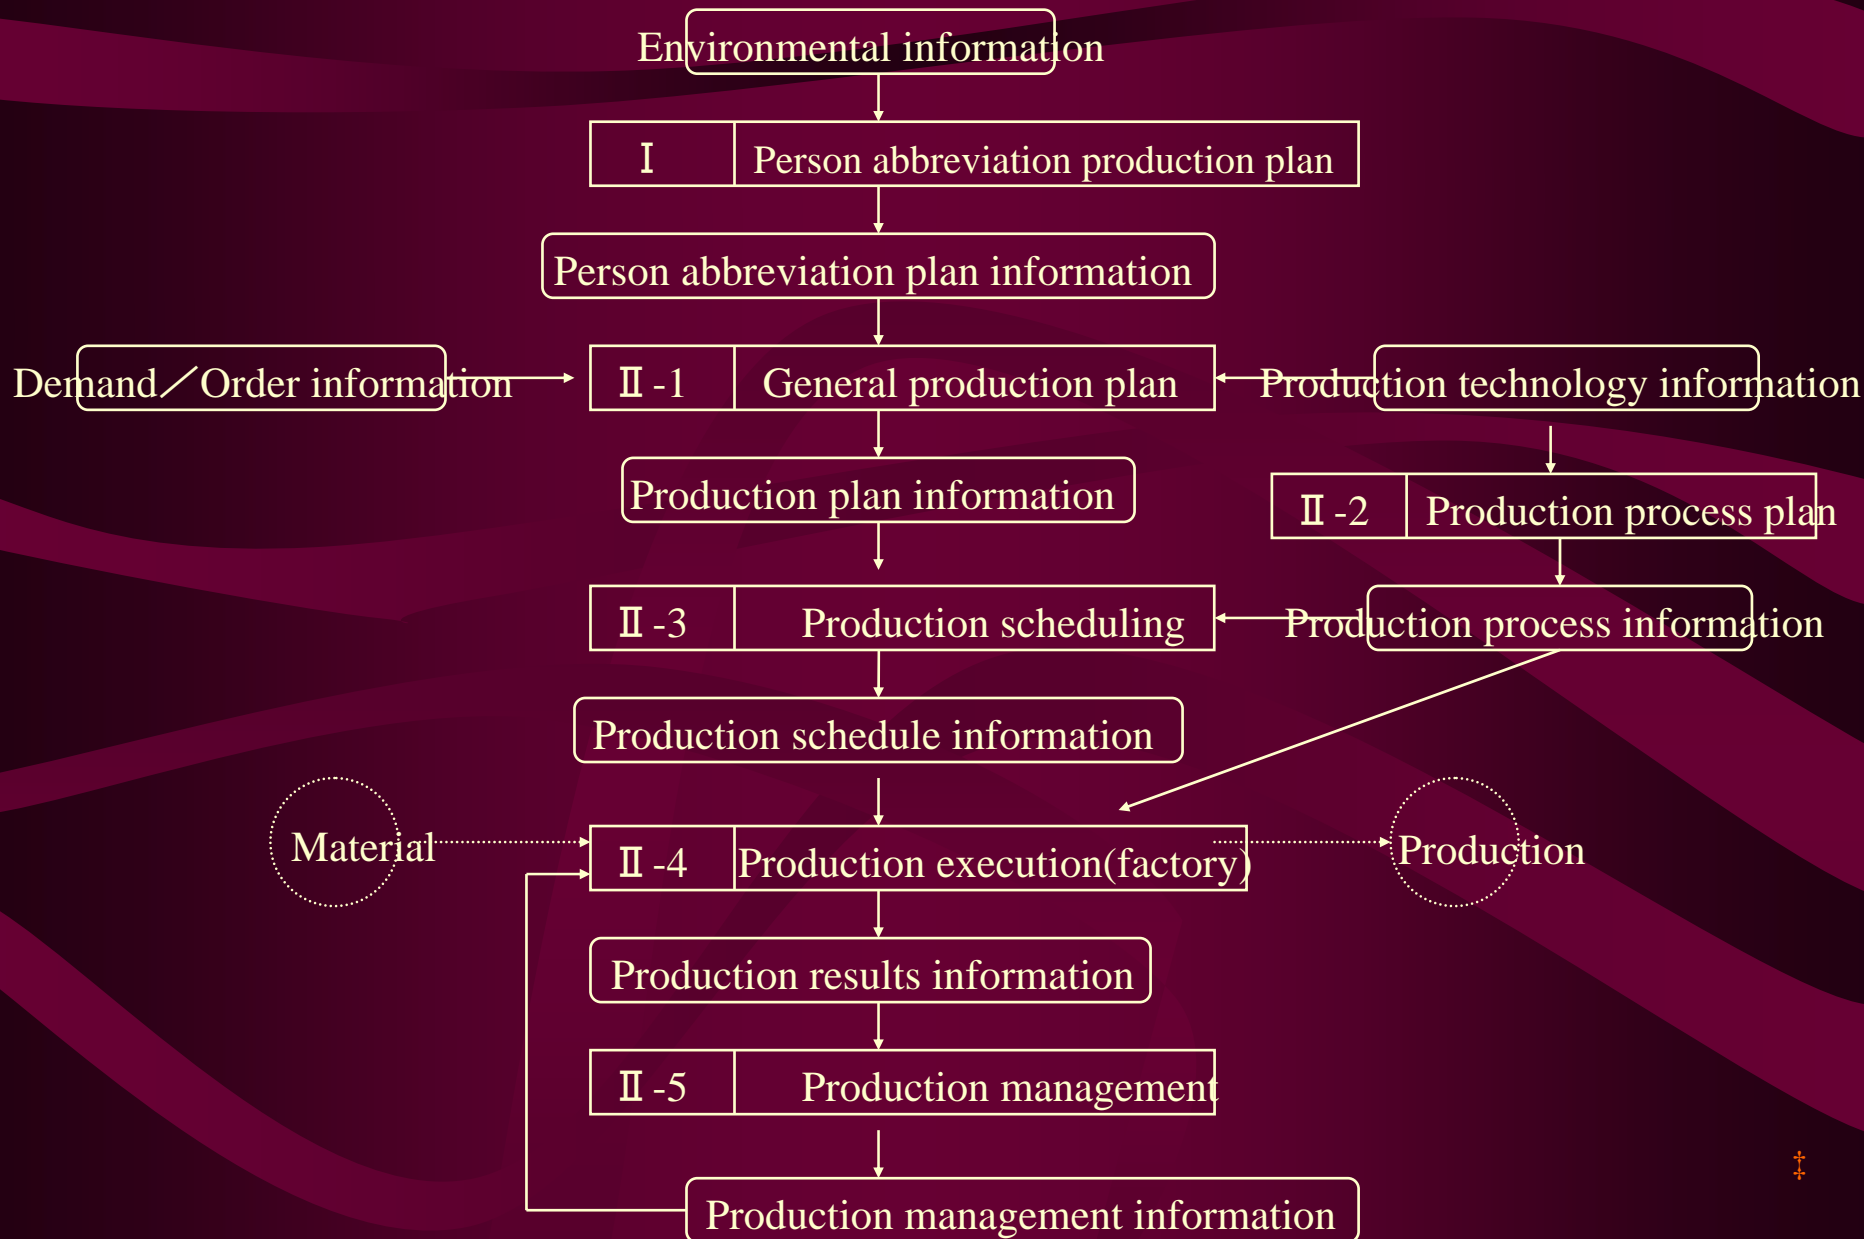 Environmental information
Ⅰ Person abbreviation production plan
Person abbreviation plan information
Demand／Order information
Ⅱ-1 General production plan
Production technology information
Production plan information
Ⅱ-2 Production process plan
Ⅱ-3 Production scheduling
Production process information
Production schedule information
Material
Ⅱ-4 Production execution(factory)
Production
Production results information
Ⅱ-5 Production management
‡
Production management information